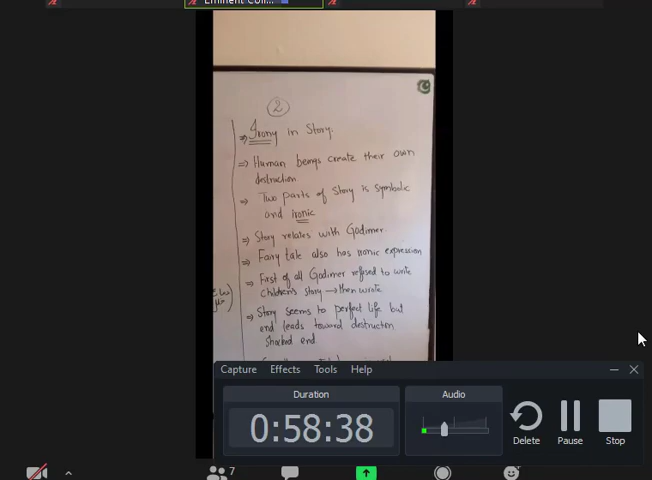 Eminent Coll...
2
⇒ Irony in Story.
⇒ Human beings create their own
destruction
⇒ Two parts of Story is Symbolic
and ironic
⇒ Story relates with Godimer.
⇒ Fairy tale also has ironic expression
⇒ First of all Godimer refused to write
children's story → then wrote
⇒ Story seems to perfect life but
end leads toward destruction
end.
Capture Effects Tools Help
Duration
0:58:38
Audio
Delete Pause Stop
7